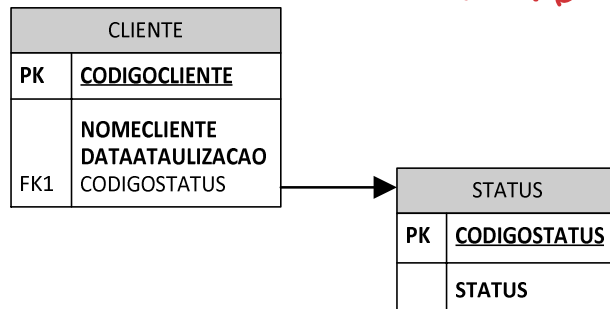 CLIENTE
PK CODIGOCLIENTE
NOMECLIENTE
DATAATAULIZACAO
FK1 CODIGOSTATUS
STATUS
PK CODIGOSTATUS
STATUS